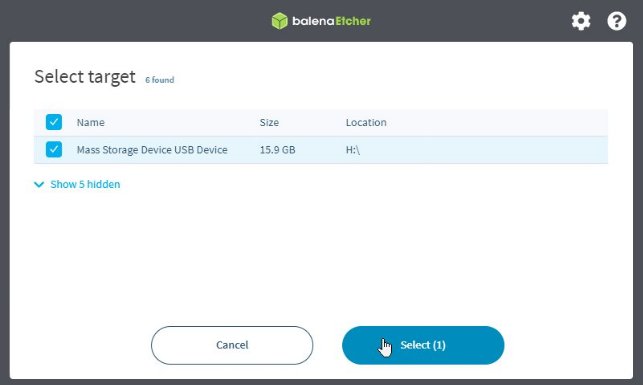 balenaEtcher
Select target 6 found
Name Size Location
Mass Storage Device USB Device 15.9 GB H:\
Show 5 hidden
Cancel Select (1)